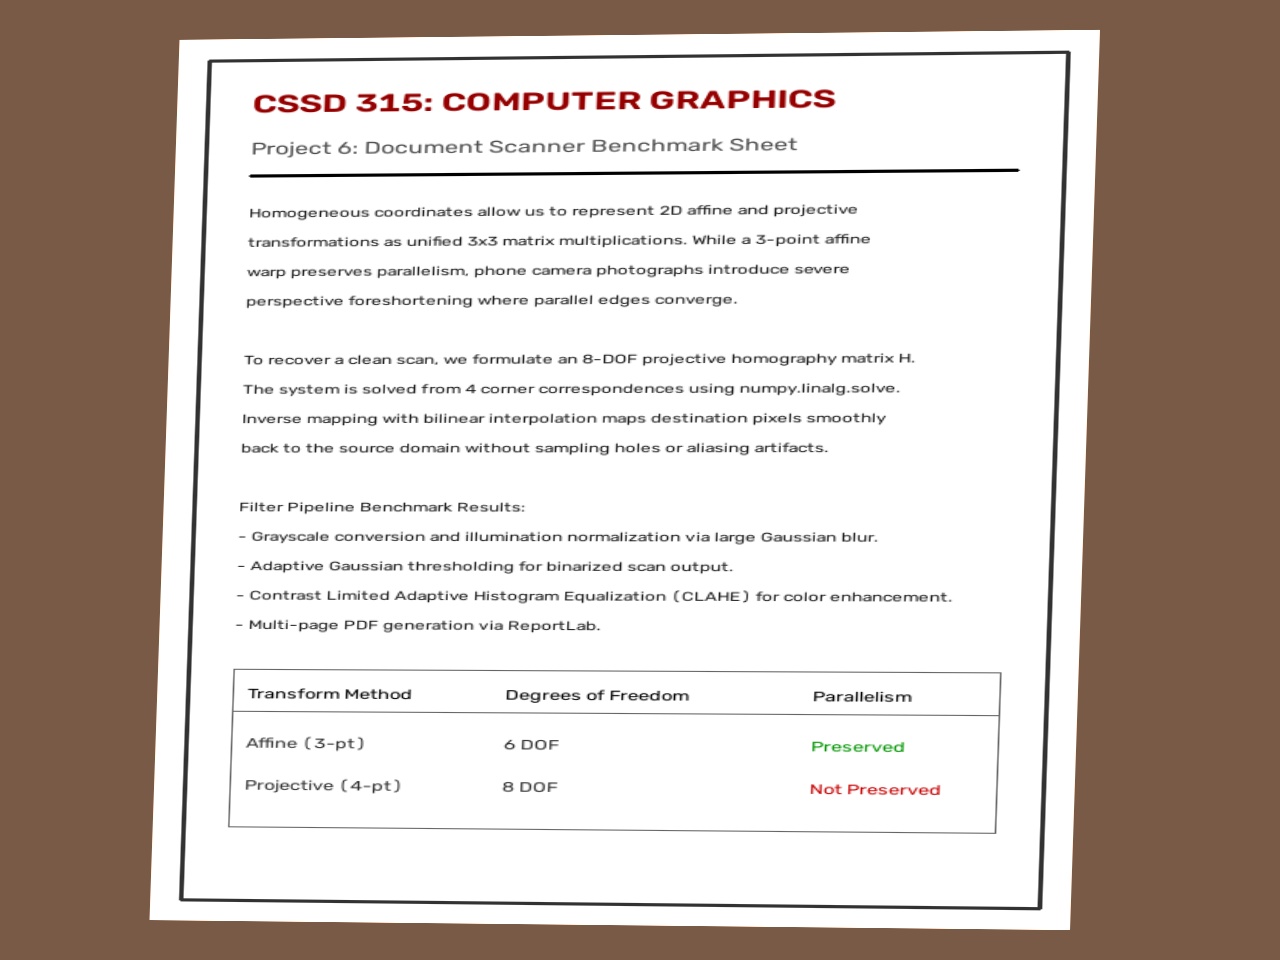 CSSD 315: COMPUTER GRAPHICS
Project 6: Document Scanner Benchmark Sheet
Homogeneous coordinates allow us to represent 2D affine and projective
transformations as unified 3x3 matrix multiplications. While a 3-point affine
warp preserves parallelism, phone camera photographs introduce severe
perspective foreshortening where parallel edges converge.
To recover a clean scan, we formulate an 8-DOF projective homography matrix H.
The system is solved from 4 corner correspondences using numpy.linalg.solve.
Inverse mapping with bilinear interpolation maps destination pixels smoothly
back to the source domain without sampling holes or aliasing artifacts.
Filter Pipeline Benchmark Results:
- Grayscale conversion and illumination normalization via large Gaussian blur.
- Adaptive Gaussian thresholding for binarized scan output.
- Contrast Limited Adaptive Histogram Equalization (CLAHE) for color enhancement.
- Multi-page PDF generation via ReportLab.
Transform Method Degrees of Freedom Parallelism
Affine (3-pt) 6 DOF Preserved
Projective (4-pt) 8 DOF Not Preserved